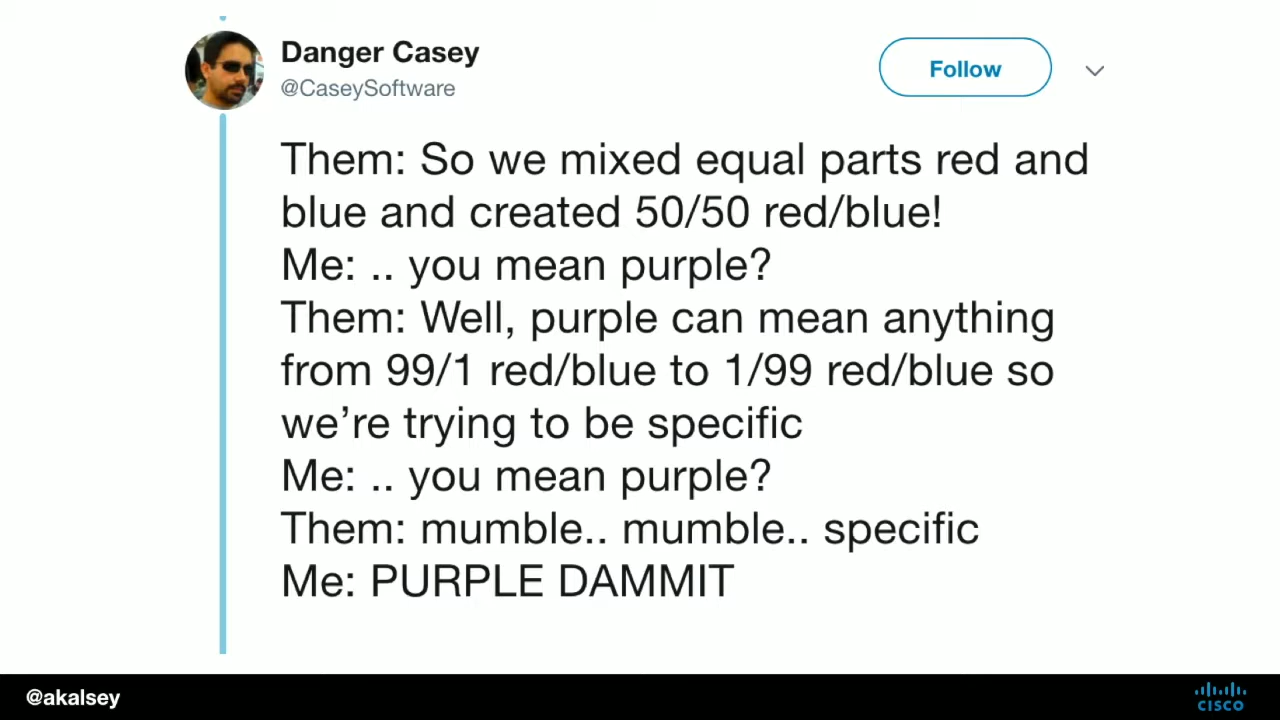 Danger Casey
@CaseySoftware
Follow
Them: So we mixed equal parts red and
blue and created 50/50 red/blue!
Me: .. you mean purple?
Them: Well, purple can mean anything
from 99/1 red/blue to 1/99 red/blue so
we’re trying to be specific
Me: .. you mean purple?
Them: mumble.. mumble.. specific
Me: PURPLE DAMMIT
@akalsey
CISCO